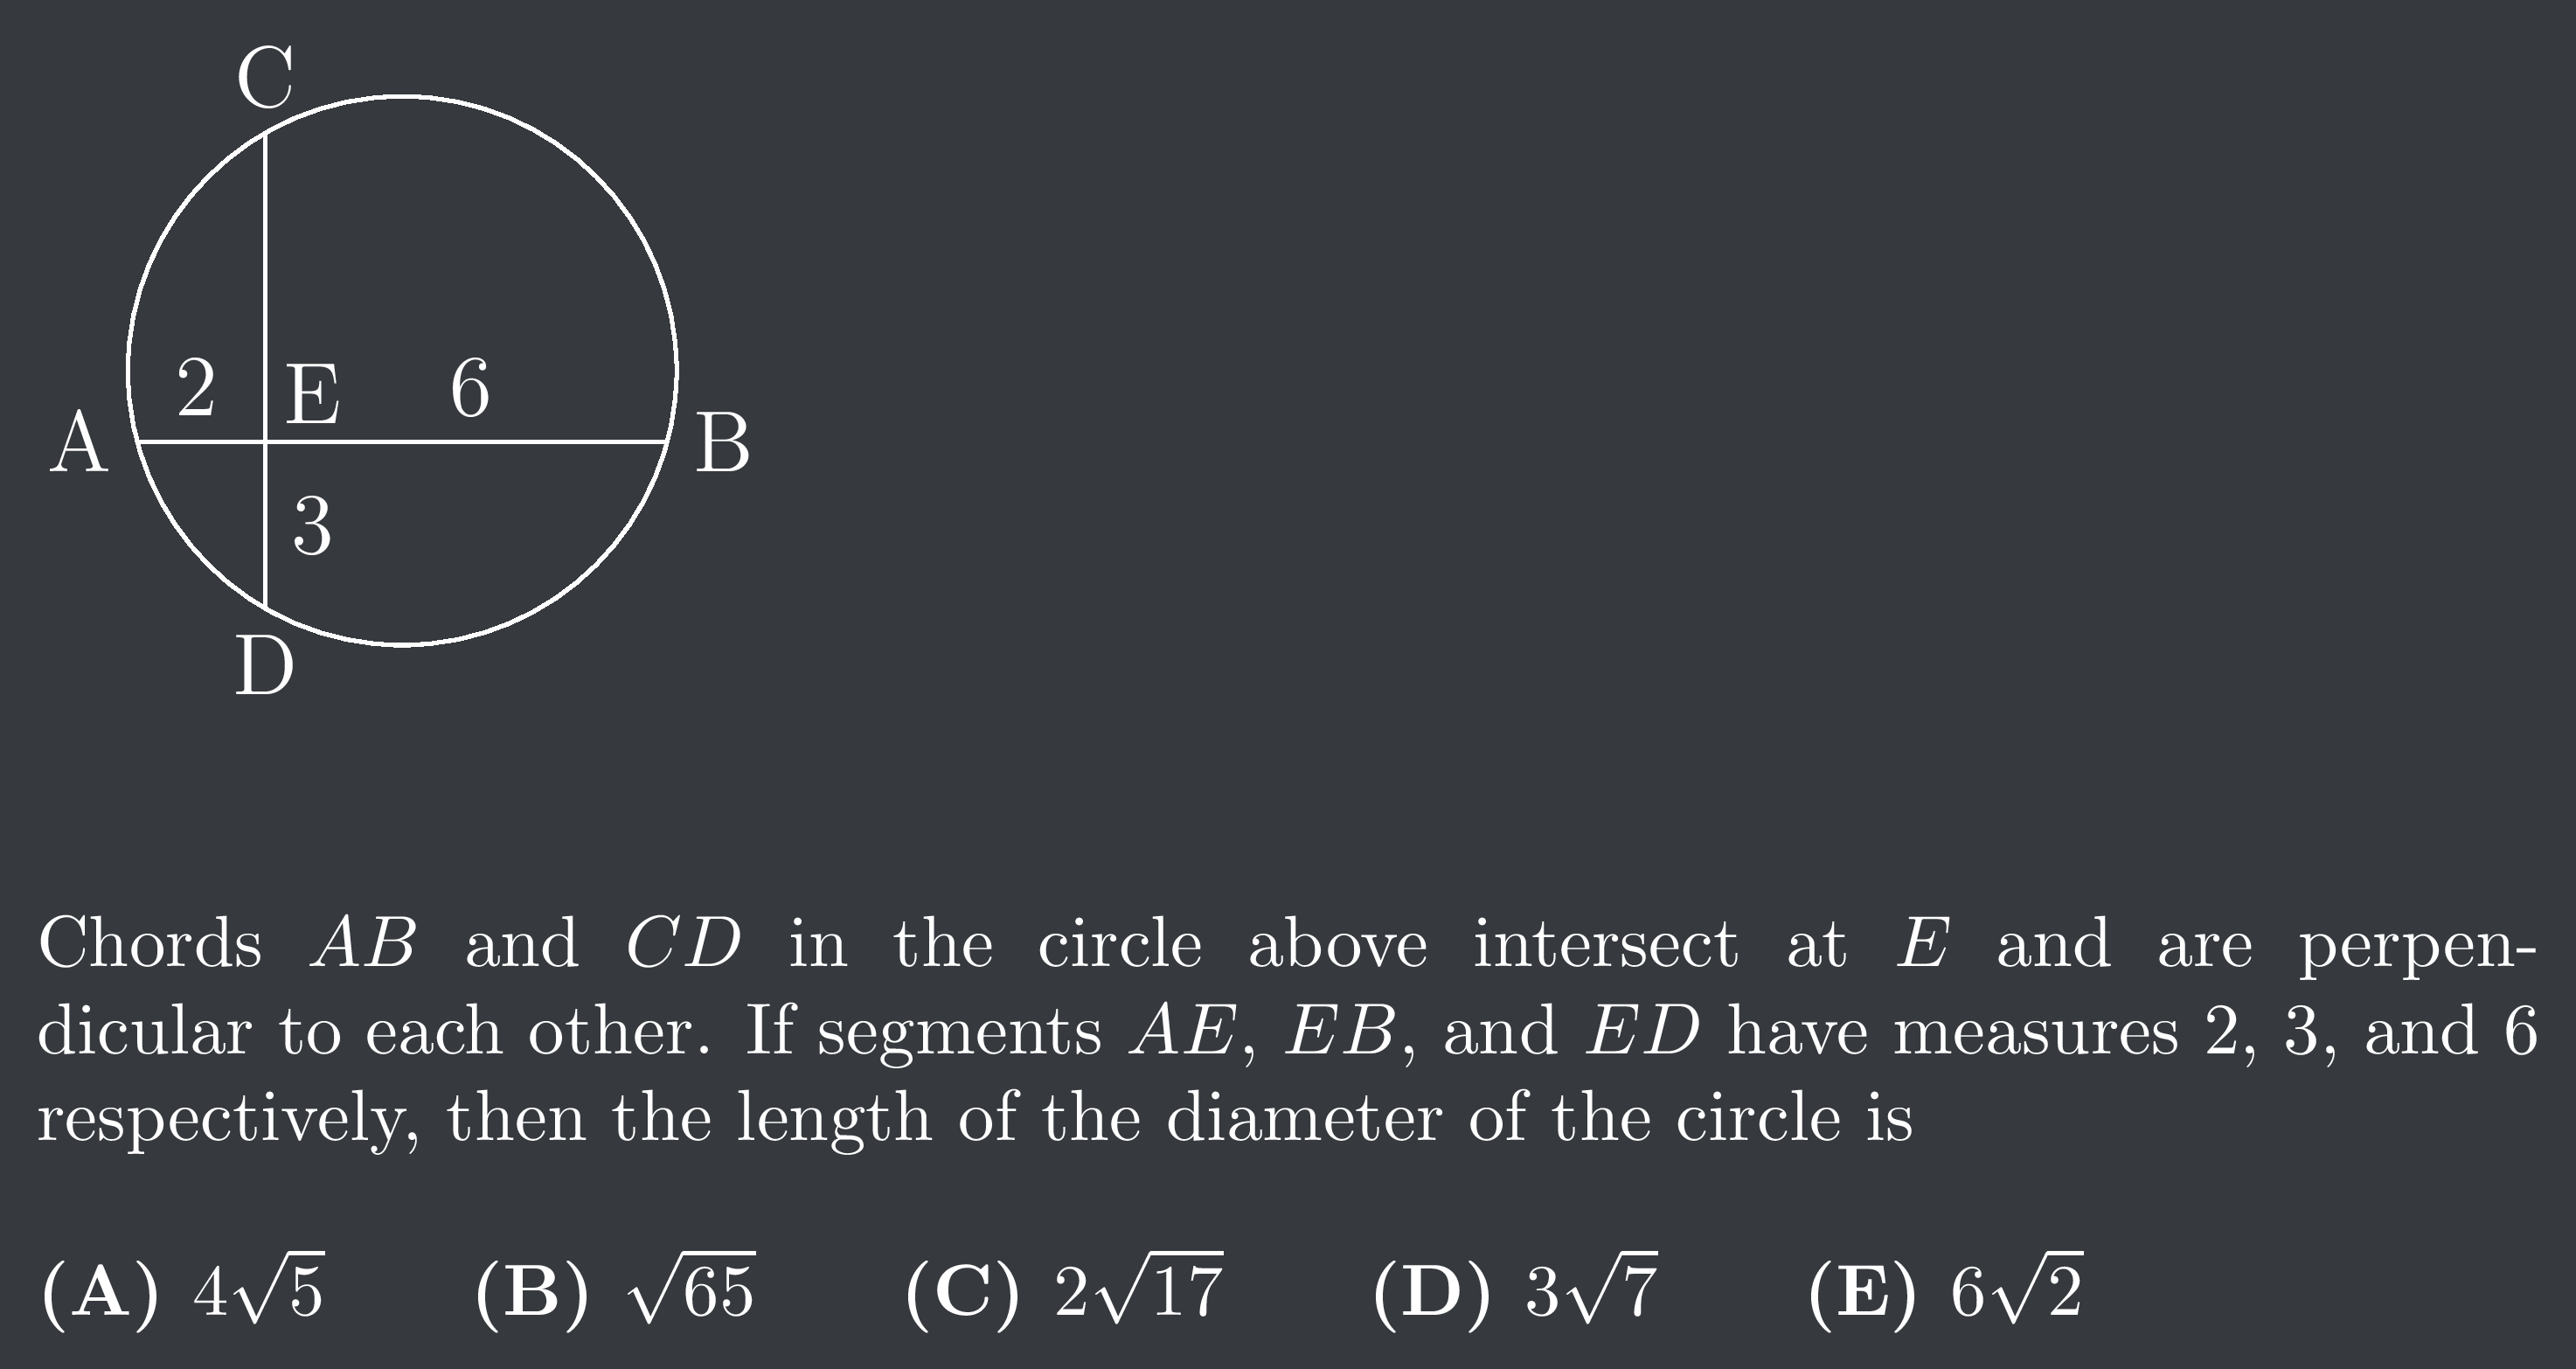 C
2 E 6
A B
3
D
Chords AB and CD in the circle above intersect at E and are perpen-
dicular to each other. If segments AE, EB, and ED have measures 2, 3, and 6
respectively, then the length of the diameter of the circle is
(A) 4√5 (B) √65 (C) 2√17 (D) 3√7 (E) 6√2